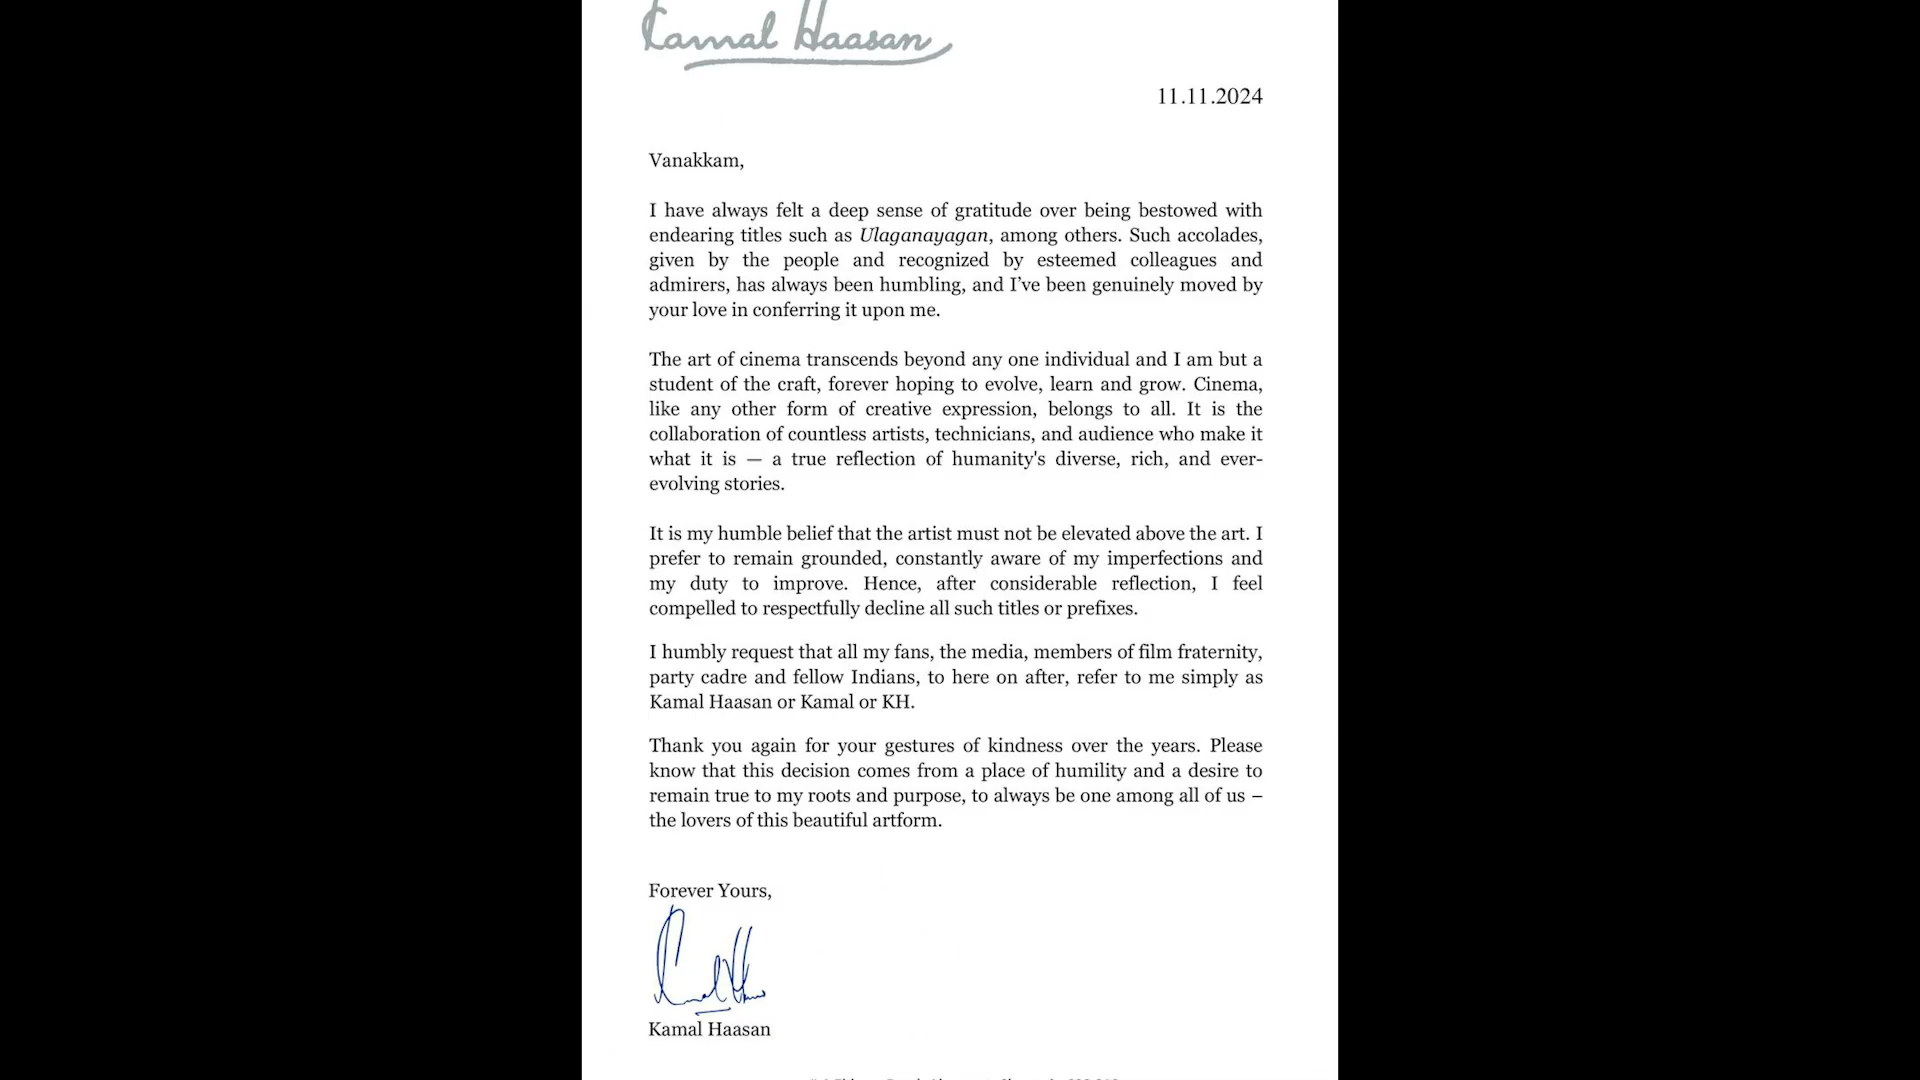 Kamal Haasan
11.11.2024
Vanakkam,
I have always felt a deep sense of gratitude over being bestowed with
endearing titles such as Ulaganayagan, among others. Such accolades,
given by the people and recognized by esteemed colleagues and
admirers, has always been humbling, and I’ve been genuinely moved by
your love in conferring it upon me.
The art of cinema transcends beyond any one individual and I am but a
student of the craft, forever hoping to evolve, learn and grow. Cinema,
like any other form of creative expression, belongs to all. It is the
collaboration of countless artists, technicians, and audience who make it
what it is — a true reflection of humanity's diverse, rich, and ever-
evolving stories.
It is my humble belief that the artist must not be elevated above the art. I
prefer to remain grounded, constantly aware of my imperfections and
my duty to improve. Hence, after considerable reflection, I feel
compelled to respectfully decline all such titles or prefixes.
I humbly request that all my fans, the media, members of film fraternity,
party cadre and fellow Indians, to here on after, refer to me simply as
Kamal Haasan or Kamal or KH.
Thank you again for your gestures of kindness over the years. Please
know that this decision comes from a place of humility and a desire to
remain true to my roots and purpose, to always be one among all of us –
the lovers of this beautiful artform.
Forever Yours,
Kamal Haasan